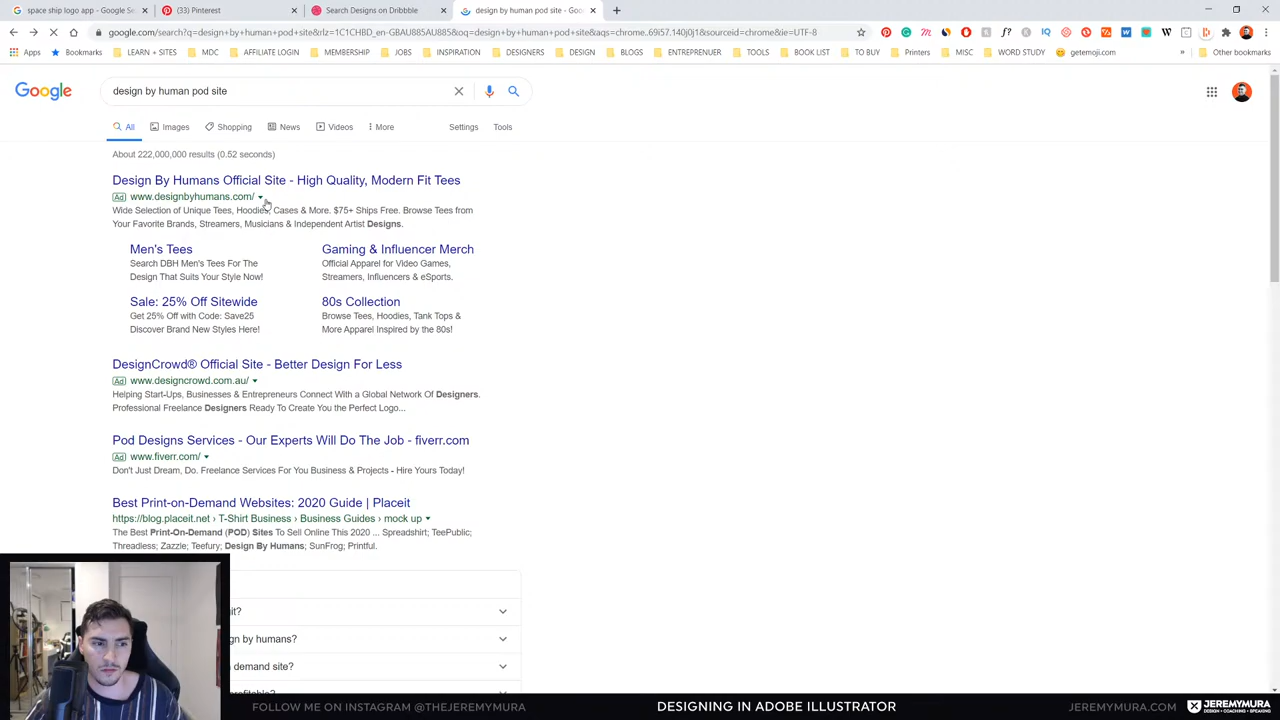 space ship logo app - Google Se
(33) Pinterest
Search Designs on Dribbble
design by human pod site - Goo
google.com/search?q=design+by+human+pod+site&rlz=1C1CHBD_en-GBAU
5&oq=design+by+human+pod+site&aqs=chrome..69i57.140j0j1&sourceid=chrome&ie=UTF-8
Apps Bookmarks LEARN + SITES MDC AFFILIATE LOGIN MEMBERSHIP JOBS INSPIRATION DESIGNERS DESIGN BLOGS ENTREPRENUER TOOLS BOOK LIST TO BUY Printers MISC WORD STUDY getemoji.com » Other bookmarks
Google
design by human pod site
All Images Shopping News Videos More Settings Tools
About 222,000,000 results (0.52 seconds)
Design By Humans Official Site - High Quality, Modern Fit Tees
Ad www.designbyhumans.com/
Wide Selection of Unique Tees, Hoodies, Cases & More. $75+ Ships Free. Browse Tees from
Your Favorite Brands, Streamers, Musicians & Independent Artist Designs.
Men's Tees
Search DBH Men's Tees For The
Design That Suits Your Style Now!
Gaming & Influencer Merch
Official Apparel for Video Games,
Streamers, Influencers & eSports.
Sale: 25% Off Sitewide
Get 25% Off with Code: Save25
Discover Brand New Styles Here!
80s Collection
Browse Tees, Hoodies, Tank Tops &
More Apparel Inspired by the 80s!
DesignCrowd® Official Site - Better Design For Less
Ad www.designcrowd.com.au/
Helping Start-Ups, Businesses & Entrepreneurs Connect With a Global Network Of Designers.
Professional Freelance Designers Ready To Create You the Perfect Logo...
Pod Designs Services - Our Experts Will Do The Job - fiverr.com
Ad www.fiverr.com/
Don't Just Dream, Do. Freelance Services For You Business & Projects - Hire Yours Today!
Best Print-on-Demand Websites: 2020 Guide | Placeit
https://blog.placeit.net › T-Shirt Business › Business Guides › mock up
The Best Print-On-Demand (POD) Sites To Sell Online This 2020 ... Spreadshirt; TeePublic;
Threadless; Zazzle; Teefury; Design By Humans; SunFrog; Printful.
it?
gn by humans?
demand site?
profitable?
FOLLOW ME ON INSTAGRAM @THEJEREMYMURA
DESIGNING IN ADOBE ILLUSTRATOR
JEREMYMURA.COM
JEREMYMURA
DESIGN • COACHING • SPEAKING